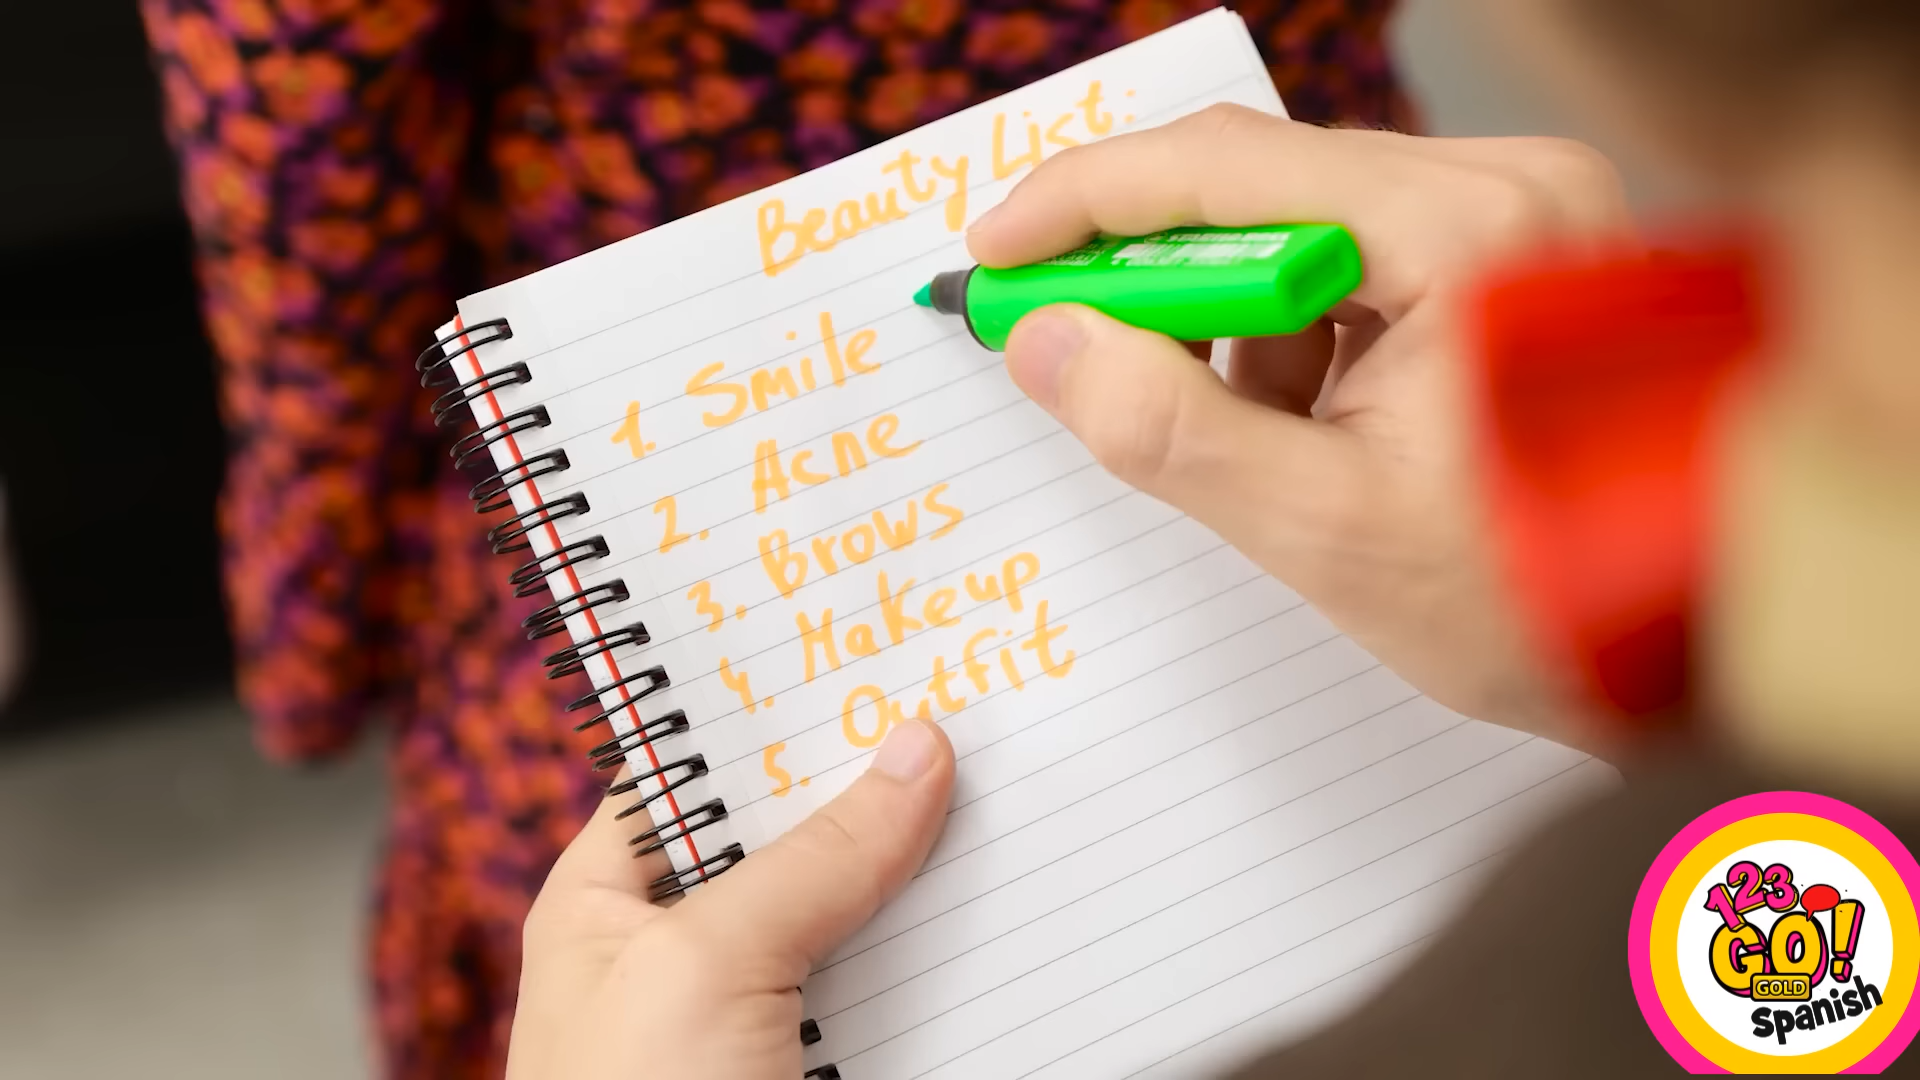 Beauty List:
1. Smile
2. Acne
3. Brows
4. Makeup
5. Outfit
123
GO!
GOLD
Spanish